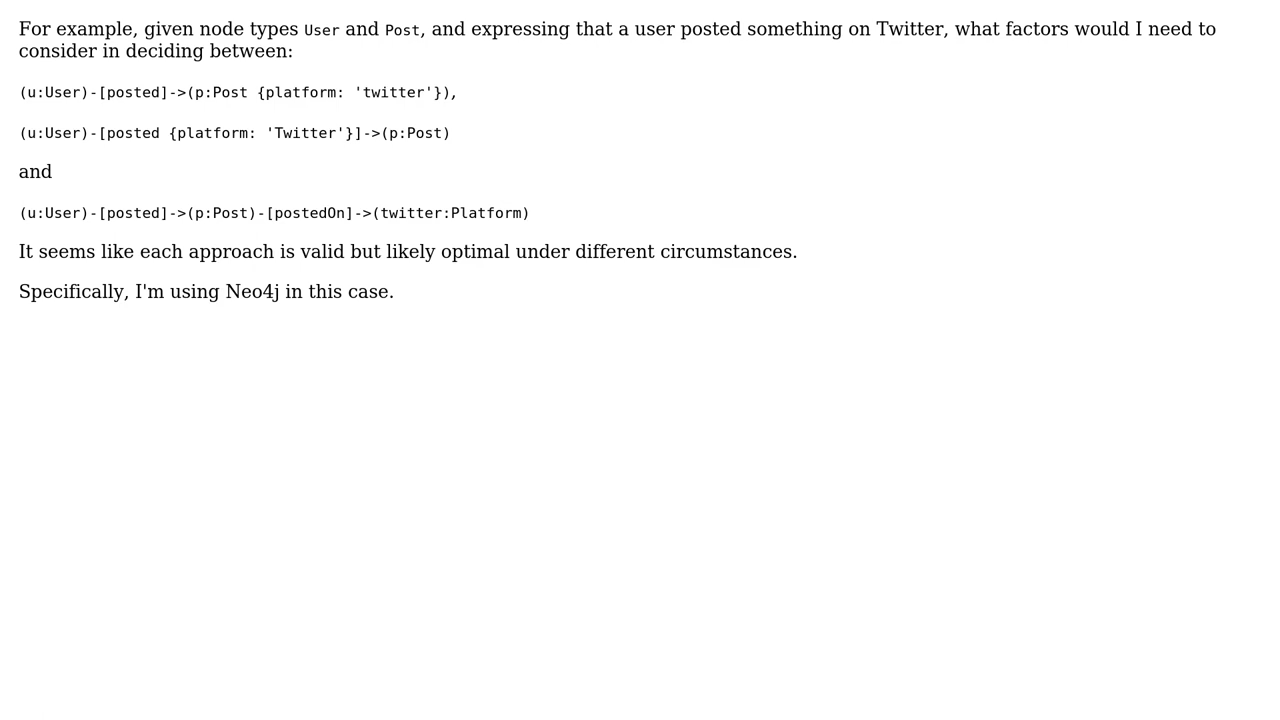 For example, given node types User and Post, and expressing that a user posted something on Twitter, what factors would I need to
consider in deciding between:
(u:User)-[posted]->(p:Post {platform: 'twitter'}),
(u:User)-[posted {platform: 'Twitter'}]->(p:Post)
and
(u:User)-[posted]->(p:Post)-[postedOn]->(twitter:Platform)
It seems like each approach is valid but likely optimal under different circumstances.
Specifically, I'm using Neo4j in this case.